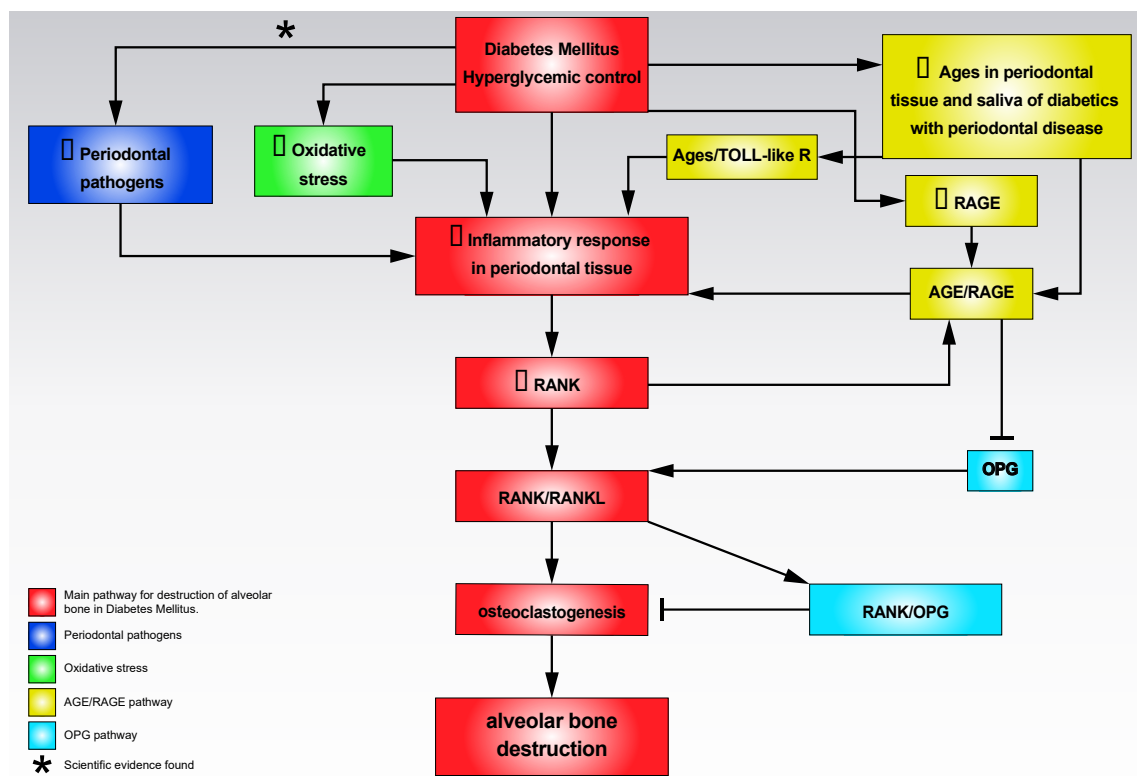 *
Diabetes Mellitus
Hyperglycemic control
▯ Ages in periodontal
tissue and saliva of diabetics
with periodontal disease
▯ Periodontal
pathogens
▯ Oxidative
stress
Ages/TOLL-like R
▯ RAGE
▯ Inflammatory response
in periodontal tissue
AGE/RAGE
▯ RANK
OPG
RANK/RANKL
osteoclastogenesis
RANK/OPG
alveolar bone
destruction
Main pathway for destruction of alveolar
bone in Diabetes Mellitus.
Periodontal pathogens
Oxidative stress
AGE/RAGE pathway
OPG pathway
* Scientific evidence found